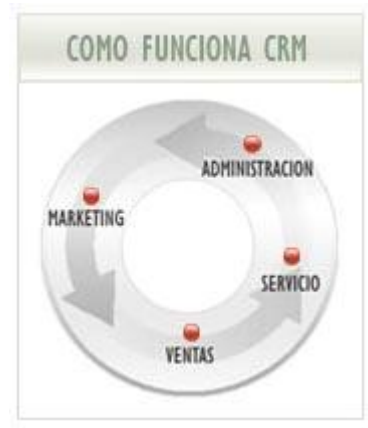 COMO FUNCIONA CRM
ADMINISTRACION
MARKETING
SERVICIO
VENTAS